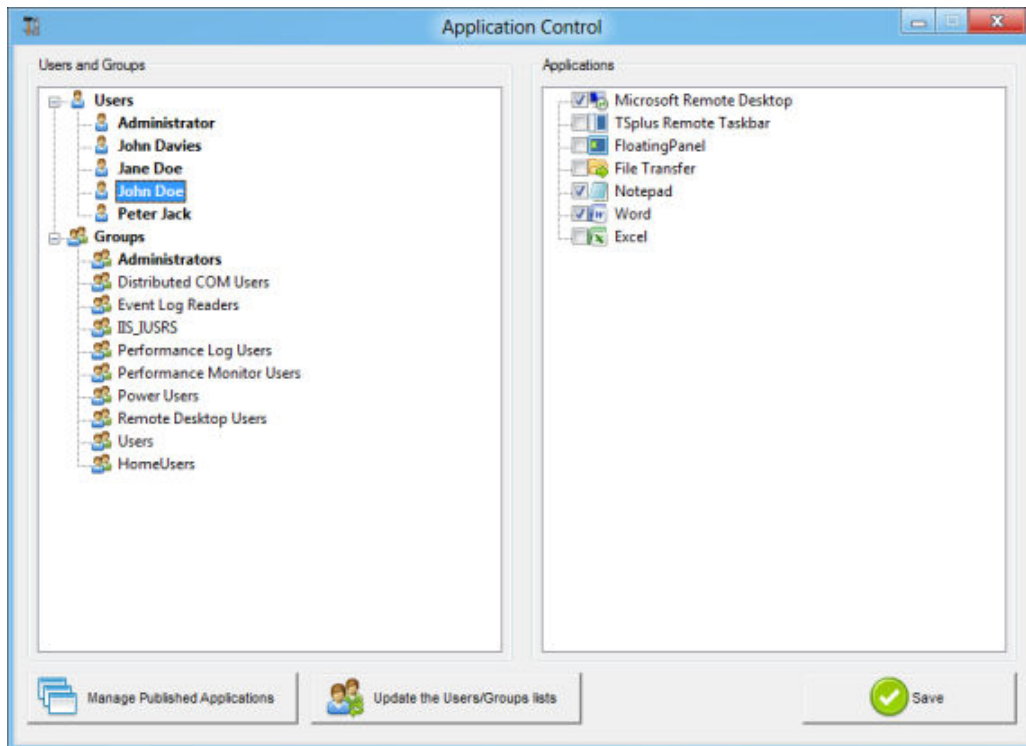 Application Control
Users and Groups
Users
Administrator
John Davies
Jane Doe
John Doe
Peter Jack
Groups
Administrators
Distributed COM Users
Event Log Readers
IIS_IUSRS
Performance Log Users
Performance Monitor Users
Power Users
Remote Desktop Users
Users
HomeUsers
Applications
Microsoft Remote Desktop
TSplus Remote Taskbar
FloatingPanel
File Transfer
Notepad
Word
Excel
Manage Published Applications
Update the Users/Groups lists
Save